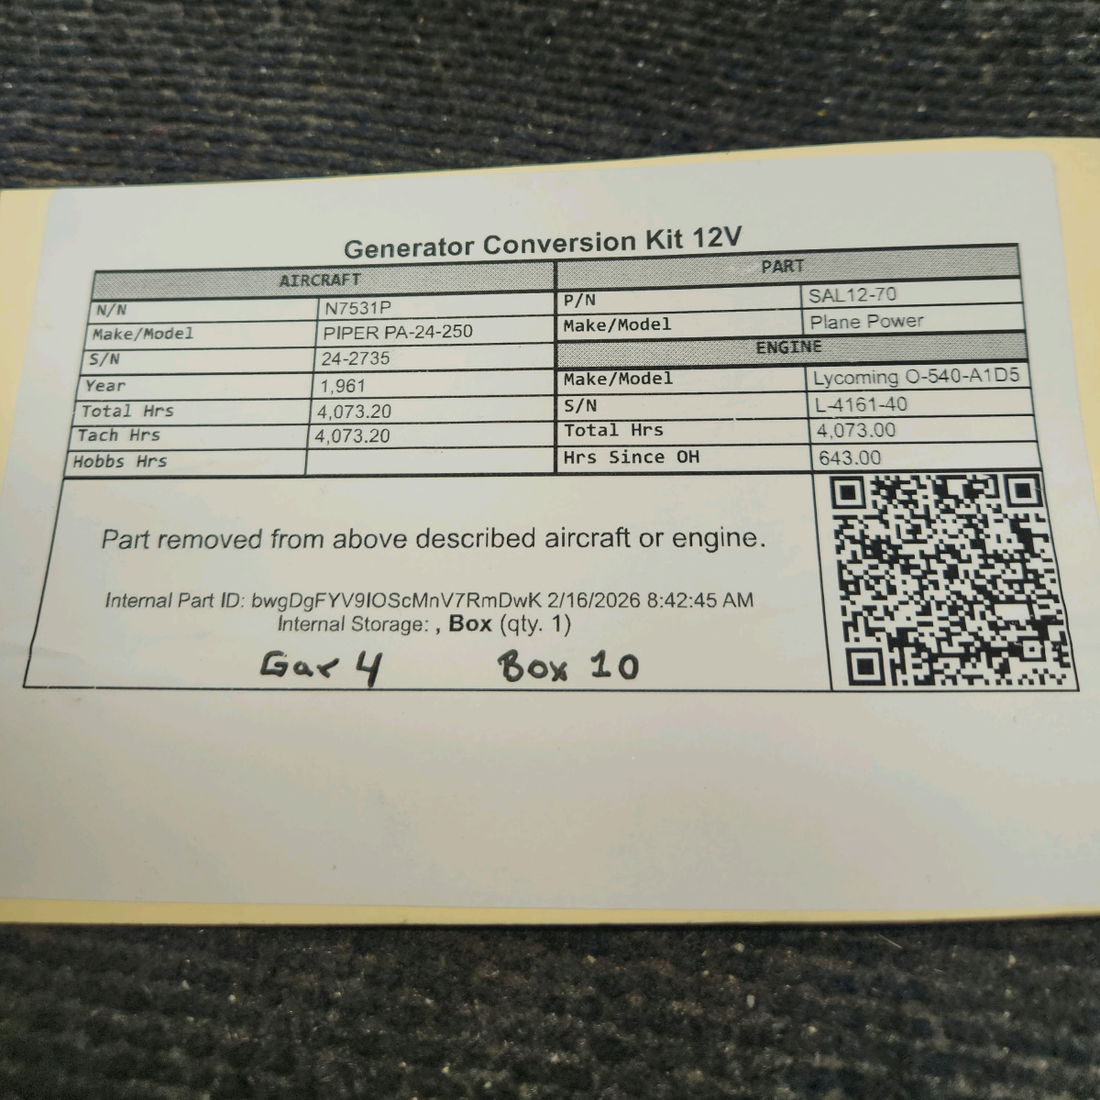 Generator Conversion Kit 12V
AIRCRAFT
N/N N7531P
Make/Model PIPER PA-24-250
S/N 24-2735
Year 1,961
Total Hrs 4,073.20
Tach Hrs 4,073.20
Hobbs Hrs
PART
P/N SAL12-70
Make/Model Plane Power
ENGINE
Make/Model Lycoming O-540-A1D5
S/N L-4161-40
Total Hrs 4,073.00
Hrs Since OH 643.00
Part removed from above described aircraft or engine.
Internal Part ID: bwgDgFYV9IOScMnV7RmDwK 2/16/2026 8:42:45 AM
Internal Storage: , Box (qty. 1)
Gar 4 Box 10